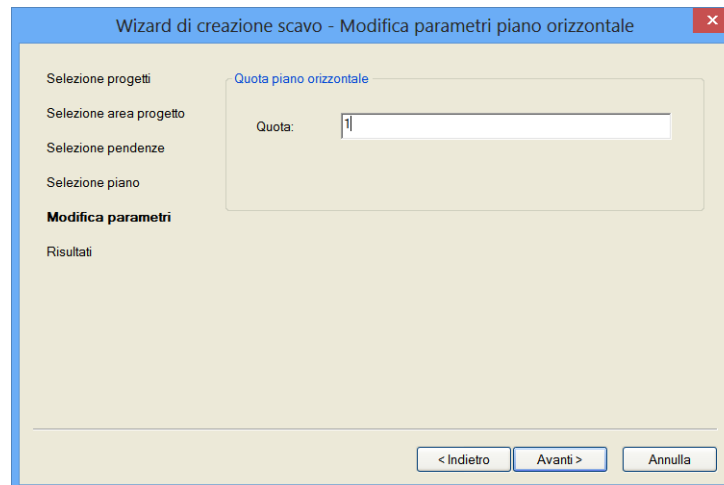 Wizard di creazione scavo - Modifica parametri piano orizzontale
Selezione progetti
Selezione area progetto
Selezione pendenze
Selezione piano
Modifica parametri
Risultati
Quota piano orizzontale
Quota:
1
< Indietro
Avanti >
Annulla